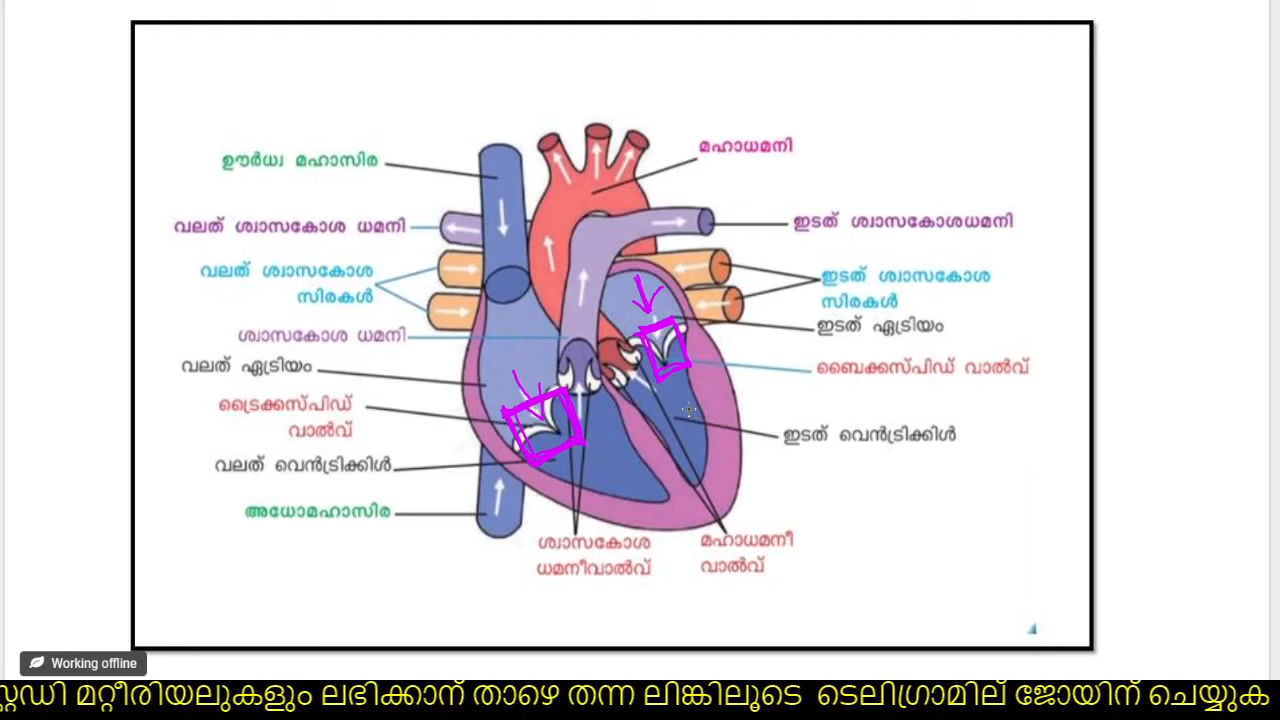 ഊർധ്വ മഹാസിര
മഹാധമനി
വലത് ശ്വാസകോശ ധമനി
ഇടത് ശ്വാസകോശധമനി
വലത് ശ്വാസകോശ
സിരകൾ
ഇടത് ശ്വാസകോശ
സിരകൾ
ശ്വാസകോശ ധമനി
ഇടത് ഏട്രിയം
വലത് ഏട്രിയം
ബൈക്കസ്പിഡ് വാൽവ്
ട്രൈക്കസ്പിഡ്
വാൽവ്
ഇടത് വെൻട്രിക്കിൾ
വലത് വെൻട്രിക്കിൾ
അധോമഹാസിര
ശ്വാസകോശ
ധമനീവാൽവ്
മഹാധമനീ
വാൽവ്
Working offline
സ്റ്റഡി മറ്റീരിയലുകളും ലഭിക്കാന് താഴെ തന്ന ലിങ്കിലൂടെ ടെലിഗ്രാമില് ജോയിന് ചെയ്യുക